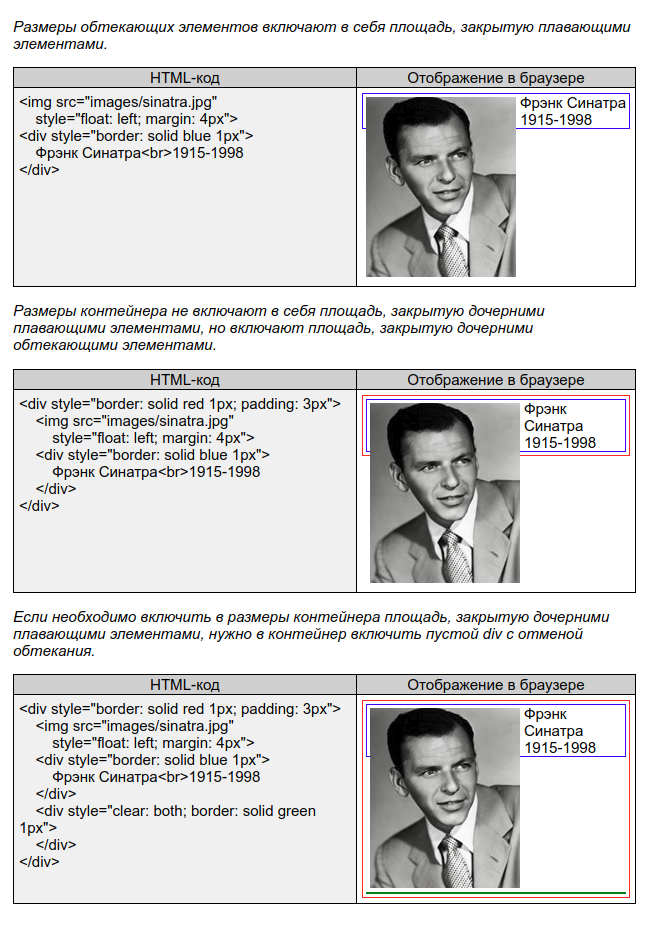 Размеры обтекающих элементов включают в себя площадь, закрытую плавающими
элементами.
HTML-код
Отображение в браузере
<img src="images/sinatra.jpg"
style="float: left; margin: 4px">
<div style="border: solid blue 1px">
Фрэнк Синатра<br>1915-1998
</div>
Фрэнк Синатра
1915-1998
Размеры контейнера не включают в себя площадь, закрытую дочерними
плавающими элементами, но включают площадь, закрытую дочерними
обтекающими элементами.
HTML-код
Отображение в браузере
<div style="border: solid red 1px; padding: 3px">
<img src="images/sinatra.jpg"
style="float: left; margin: 4px">
<div style="border: solid blue 1px">
Фрэнк Синатра<br>1915-1998
</div>
</div>
Фрэнк
Синатра
1915-1998
Если необходимо включить в размеры контейнера площадь, закрытую дочерними
плавающими элементами, нужно в контейнер включить пустой div с отменой
обтекания.
HTML-код
Отображение в браузере
<div style="border: solid red 1px; padding: 3px">
<img src="images/sinatra.jpg"
style="float: left; margin: 4px">
<div style="border: solid blue 1px">
Фрэнк Синатра<br>1915-1998
</div>
<div style="clear: both; border: solid green
1px">
</div>
</div>
Фрэнк
Синатра
1915-1998